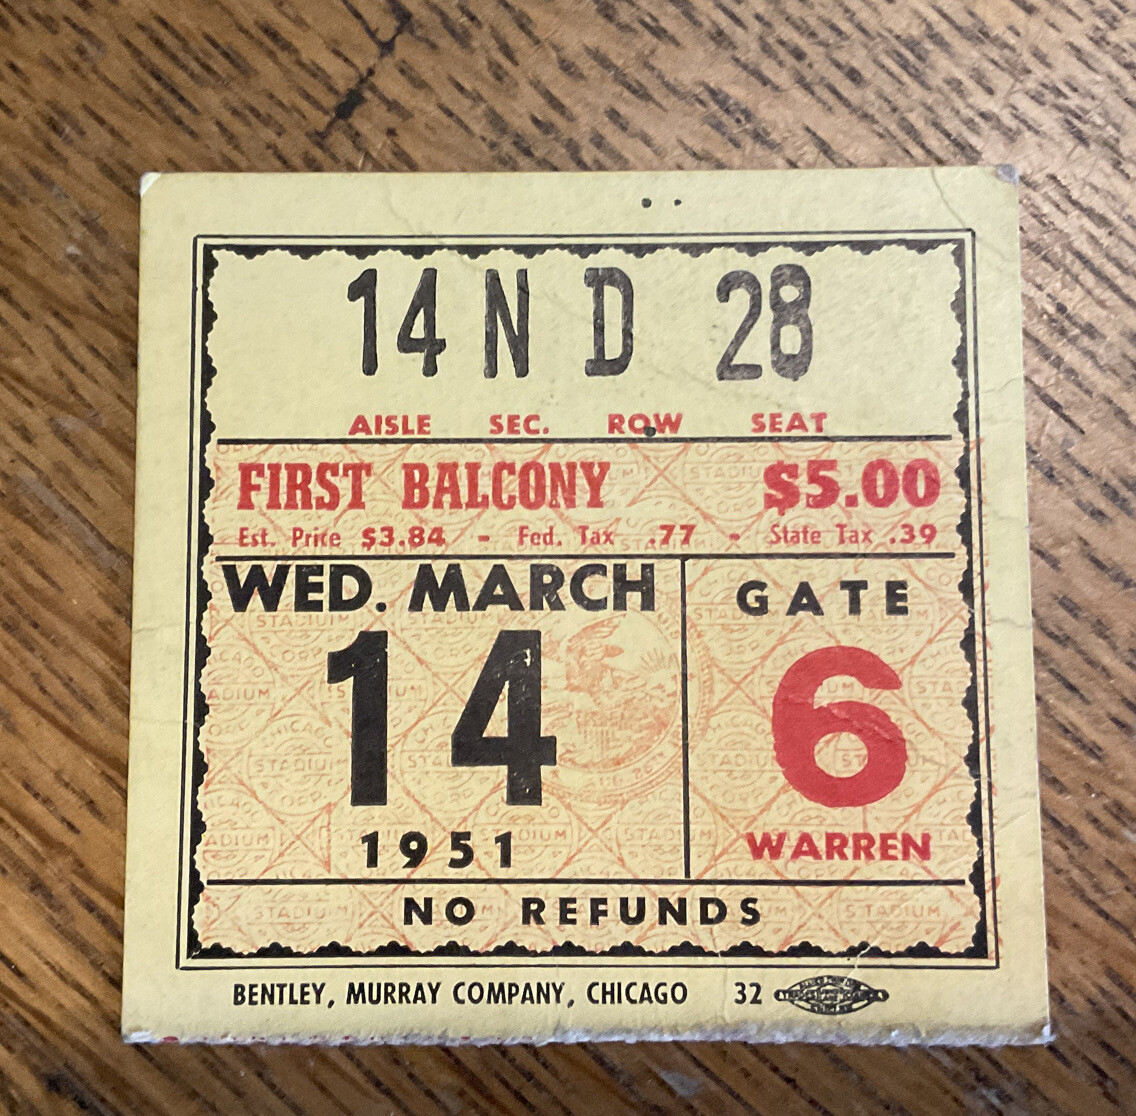 14 N D 28
AISLE SEC. ROW SEAT
FIRST BALCONY $5.00
Est. Price $3.84 - Fed. Tax .77 - State Tax .39
WED. MARCH
14
1951
GATE
6
WARREN
NO REFUNDS
BENTLEY, MURRAY COMPANY, CHICAGO 32